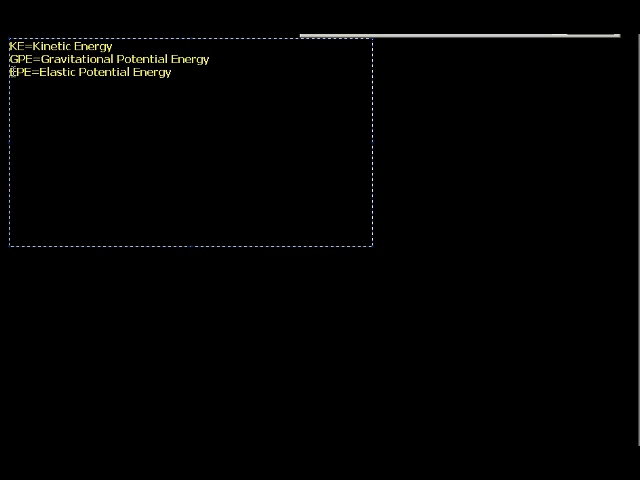 KE=Kinetic Energy
GPE=Gravitational Potential Energy
EPE=Elastic Potential Energy